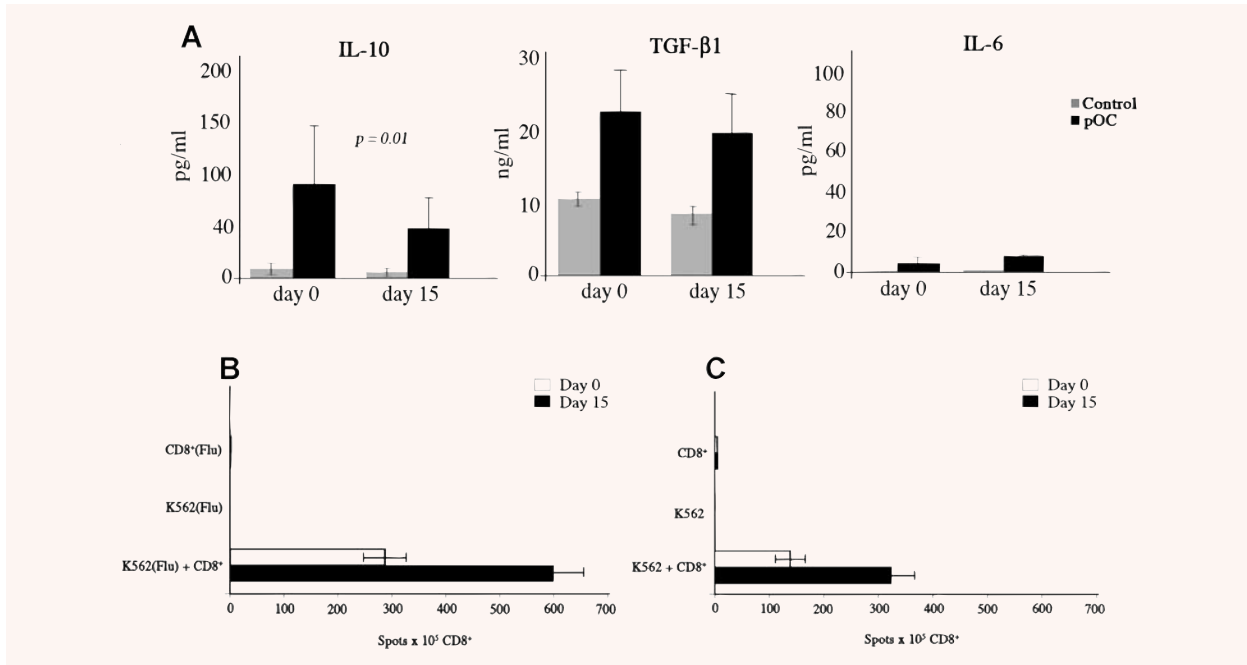 A
IL-10
200
150
100
40
0
pg/ml
p = 0.01
day 0
day 15
TGF-β1
30
20
10
0
ng/ml
day 0
day 15
IL-6
100
80
60
40
20
0
pg/ml
day 0
day 15
Control
pOC
B
Day 0
Day 15
CD8⁺(Flu)
K562(Flu)
K562(Flu) + CD8⁺
0 100 200 300 400 500 600 700
Spots x 10⁵ CD8⁺
C
Day 0
Day 15
CD8⁺
K562
K562 + CD8⁺
0 100 200 300 400 500 600 700
Spots x 10⁵ CD8⁺